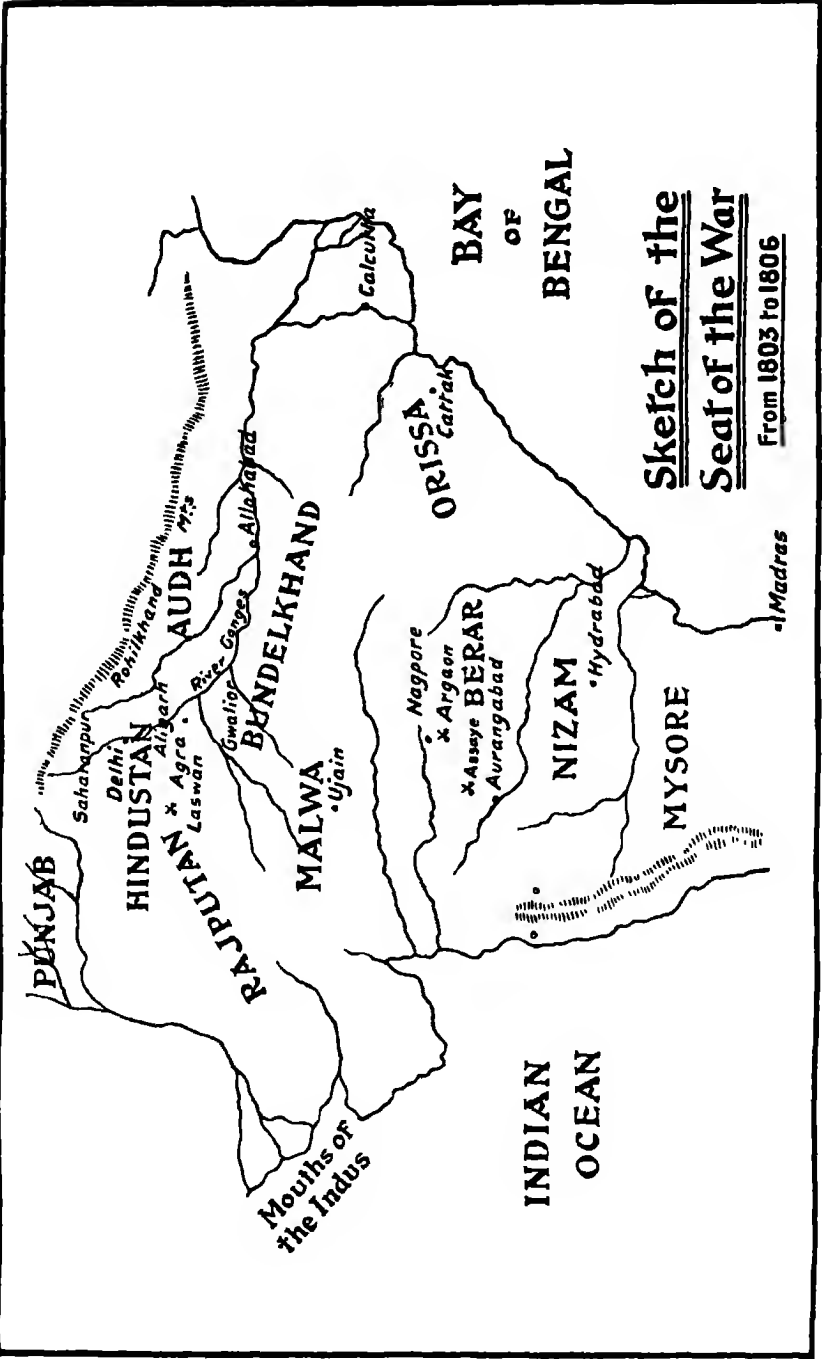 PUNJAB
Saharanpur
Delhi
HINDUSTAN
Aligarh
Agra
Laswan
RAJPUTAN
Rohilkhand
AUDH
Mts
River Ganges
Allahabad
Gwalior
BUNDELKHAND
MALWA
Ujain
Calcutta
Mouths of
the Indus
Nagpore
Argaon
Assaye
BERAR
Aurangabad
ORISSA
Cattak
NIZAM
Hydrabad
MYSORE
Madras
INDIAN
OCEAN
BAY
OF
BENGAL
Sketch of the
Seat of the War
From 1803 to 1806